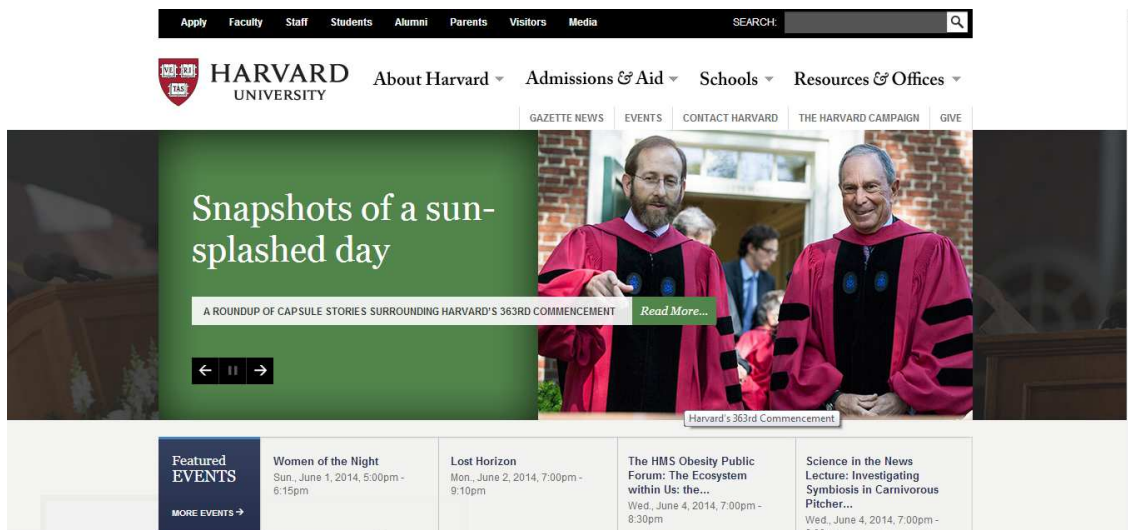 Apply Faculty Staff Students Alumni Parents Visitors Media SEARCH:
VE RI
TAS
HARVARD
UNIVERSITY
About Harvard Admissions & Aid Schools Resources & Offices
GAZETTE NEWS EVENTS CONTACT HARVARD THE HARVARD CAMPAIGN GIVE
Snapshots of a sun-
splashed day
A ROUNDUP OF CAPSULE STORIES SURROUNDING HARVARD'S 363RD COMMENCEMENT Read More...
Harvard's 363rd Commencement
Featured
EVENTS
MORE EVENTS
Women of the Night
Sun., June 1, 2014, 5:00pm -
6:15pm
Lost Horizon
Mon., June 2, 2014, 7:00pm -
9:10pm
The HMS Obesity Public
Forum: The Ecosystem
within Us: the...
Wed., June 4, 2014, 7:00pm -
8:30pm
Science in the News
Lecture: Investigating
Symbiosis in Carnivorous
Pitcher...
Wed., June 4, 2014, 7:00pm -